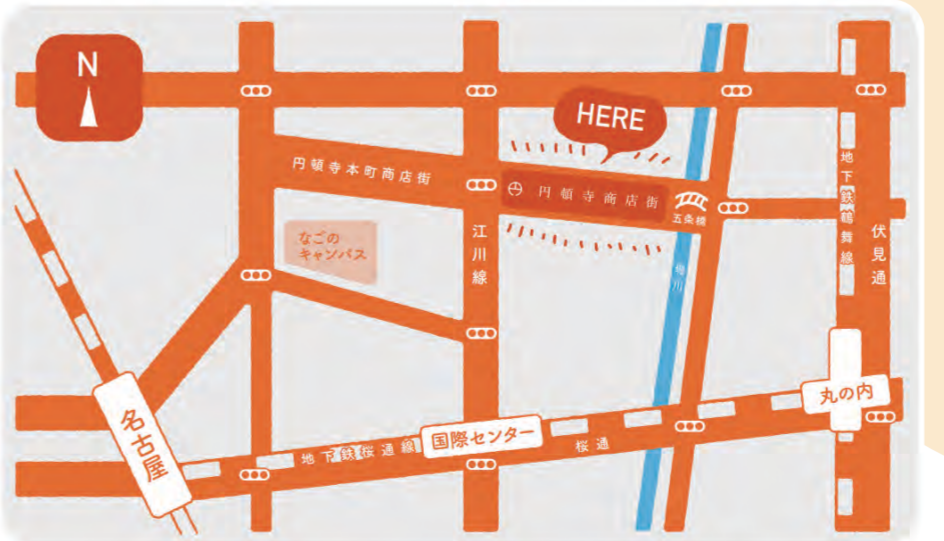 N
HERE
円頓寺本町商店街
円頓寺商店街
五条橋
地下鉄鶴舞線
伏見通
江川線
なごの
キャンパス
堀川
名古屋
地下鉄桜通線
国際センター
桜通
丸の内